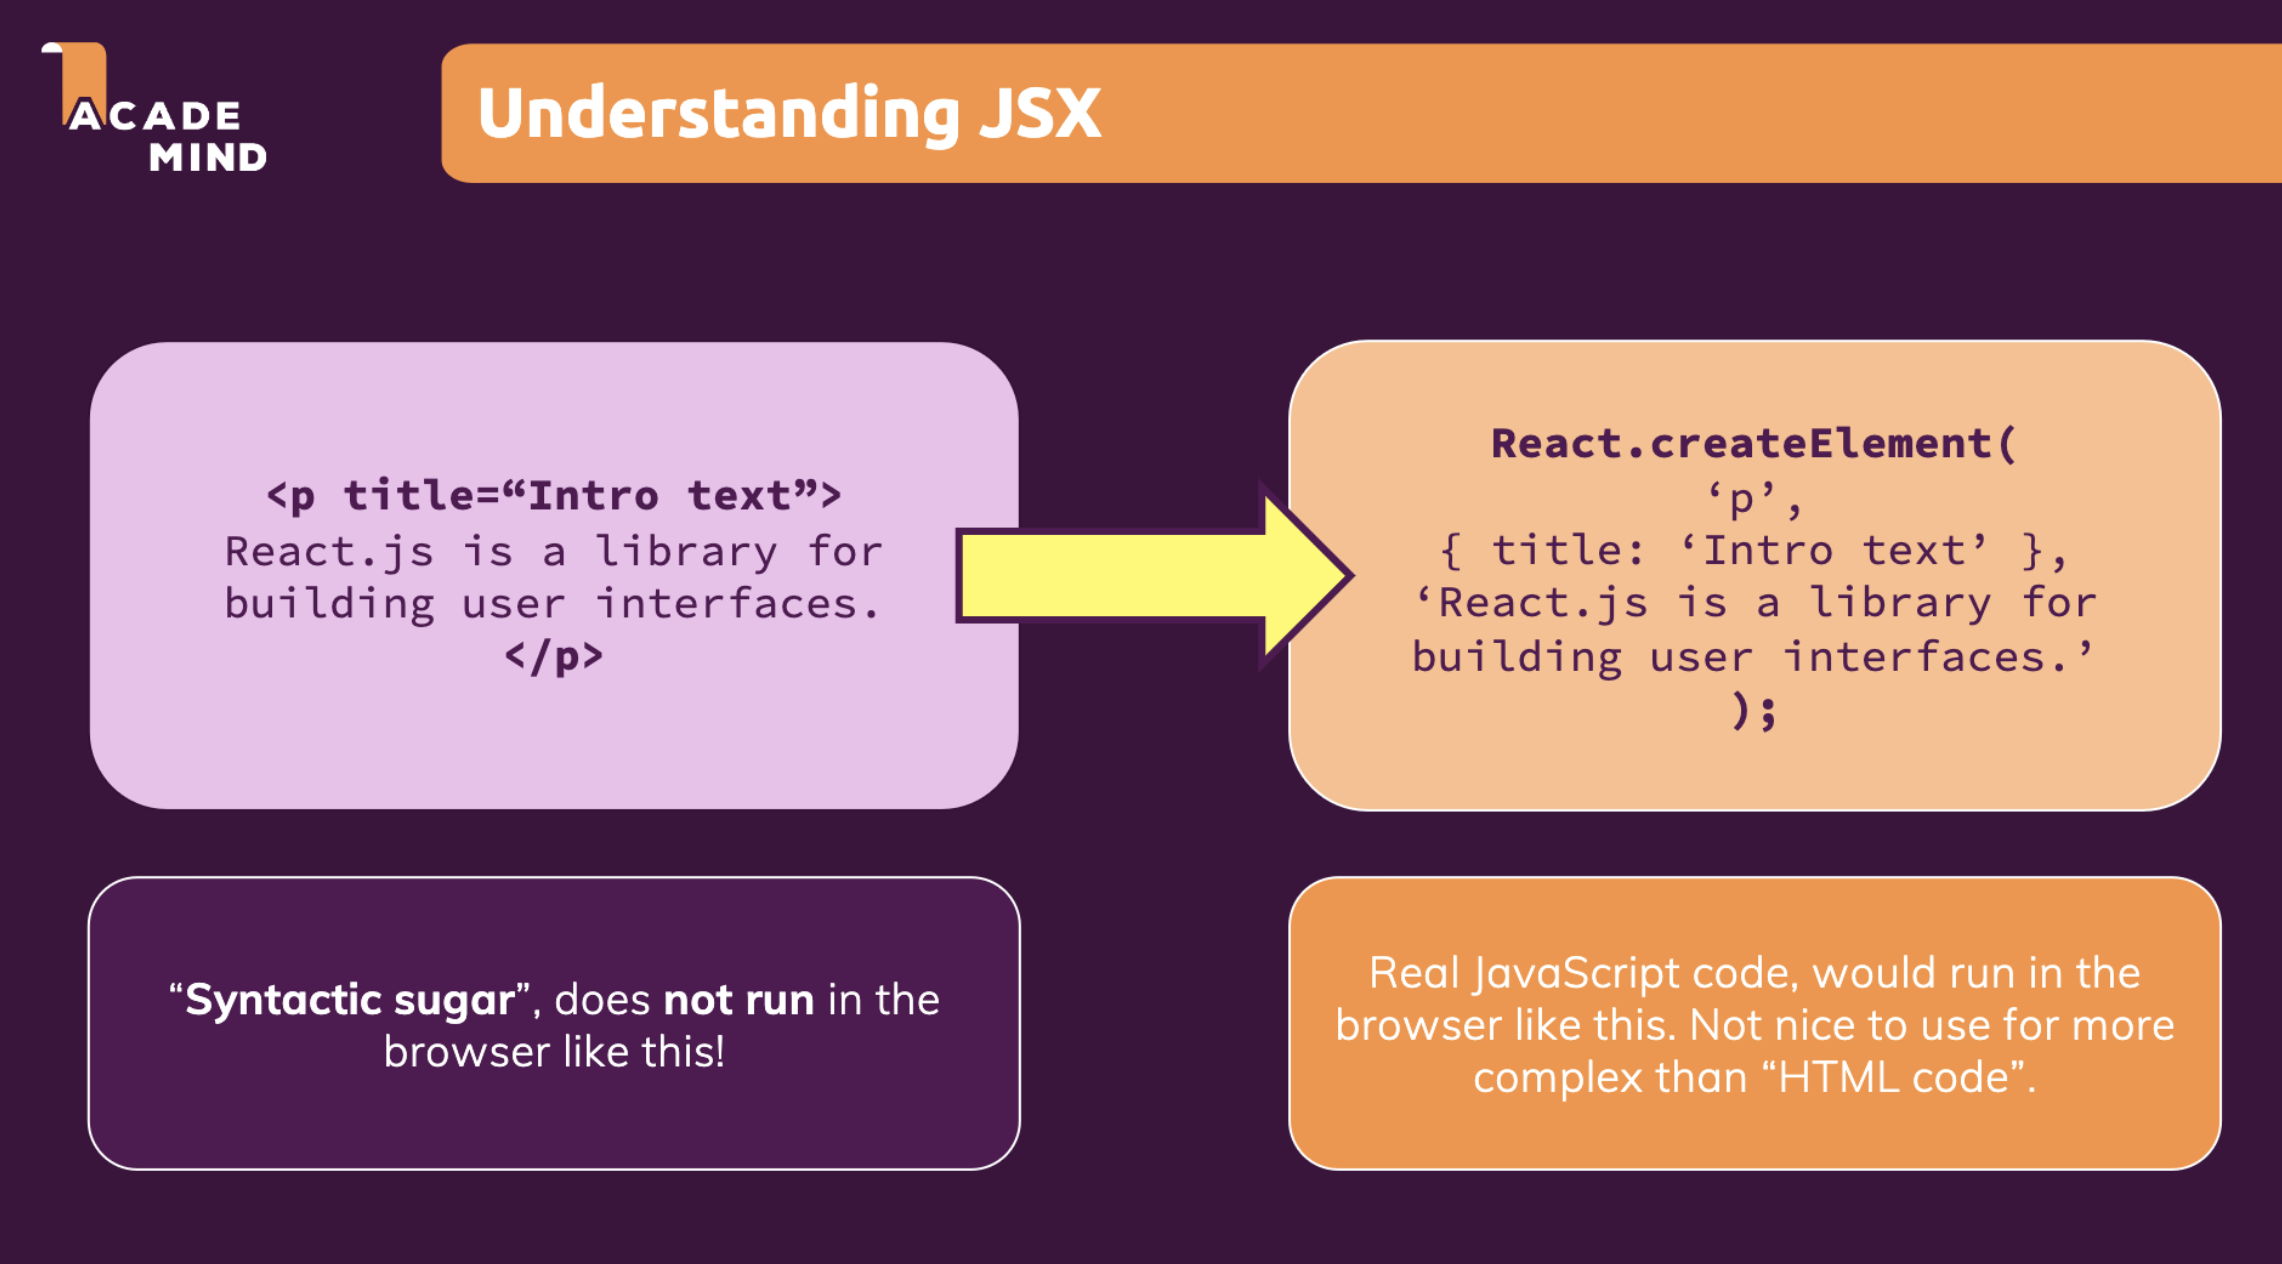 ACADE
MIND
Understanding JSX
<p title=“Intro text”>
React.js is a library for
building user interfaces.
</p>
React.createElement(
‘p’,
{ title: ‘Intro text’ },
‘React.js is a library for
building user interfaces.’
);
“Syntactic sugar”, does not run in the
browser like this!
Real JavaScript code, would run in the
browser like this. Not nice to use for more
complex than “HTML code”.